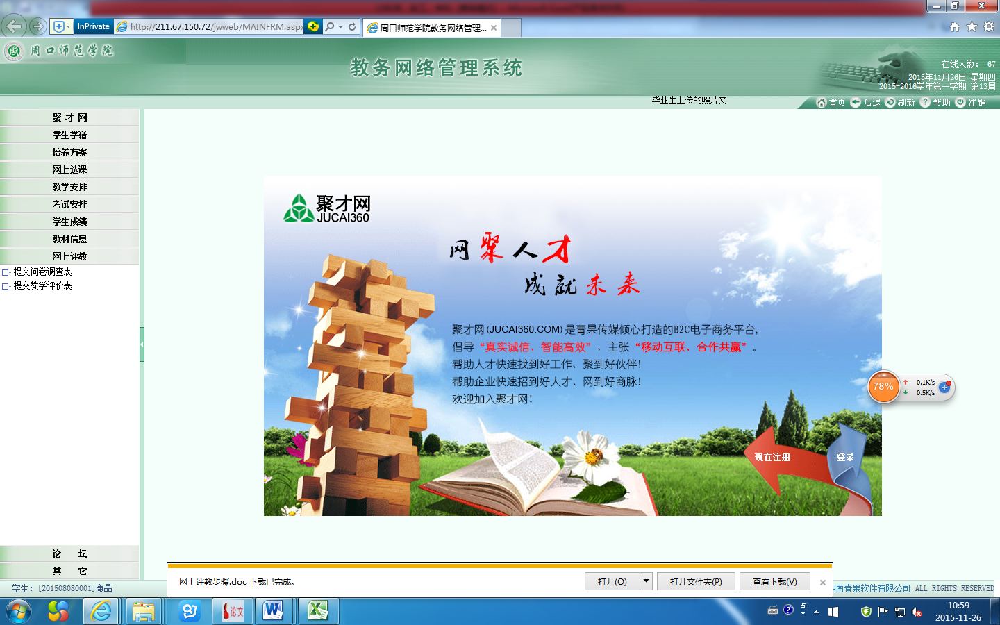 InPrivate
http://211.67.150.72/jwweb/MAINFRM.aspx
周口师范学院教务网络管理...
周口师范学院
教务网络管理系统
在线人数： 67
2015年11月26日 星期四
2015-2016学年第一学期 第13周
毕业生上传的照片文
首页 后退 刷新 帮助 注销
聚 才 网
学生学籍
培养方案
网上选课
教学安排
考试安排
学生成绩
教材信息
网上评教
提交问卷调查表
提交教学评价表
聚才网
JUCAI360
网聚人才
成就未来
聚才网(JUCAI360.COM)是青果传媒倾心打造的B2C电子商务平台，
倡导“真实诚信、智能高效”，主张“移动互联、合作共赢”。
帮助人才快速找到好工作、聚到好伙伴！
帮助企业快速招到好人才、网到好商脉！
欢迎加入聚才网！
现在注册
登录
78%
0.1K/s
0.5K/s
论 坛
其 它
网上评教步骤.doc 下载已完成。
打开(O)
打开文件夹(P)
查看下载(V)
学生：[201508080001]康晶
南青果软件有限公司 ALL RIGHTS RESERVED
论文
10:59
2015-11-26